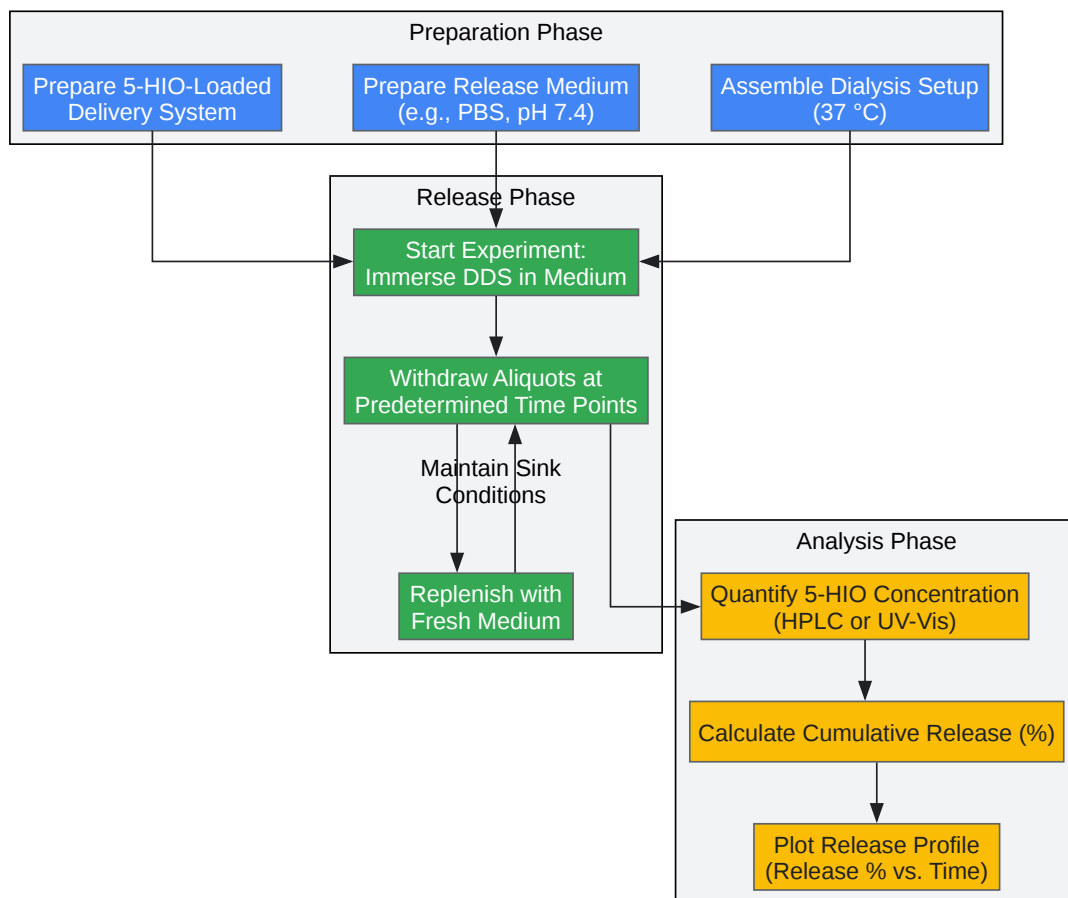 Preparation Phase
Prepare 5-HIO-Loaded
Delivery System
Prepare Release Medium
(e.g., PBS, pH 7.4)
Assemble Dialysis Setup
(37 °C)
Release Phase
Start Experiment:
Immerse DDS in Medium
Withdraw Aliquots at
Predetermined Time Points
Maintain Sink
Conditions
Replenish with
Fresh Medium
Analysis Phase
Quantify 5-HIO Concentration
(HPLC or UV-Vis)
Calculate Cumulative Release (%)
Plot Release Profile
(Release % vs. Time)